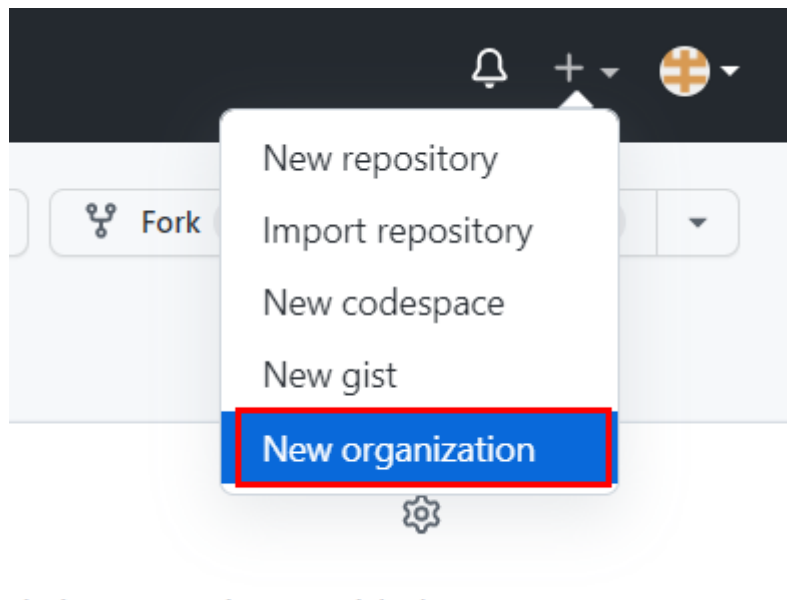 New repository
Fork
Import repository
New codespace
New gist
New organization